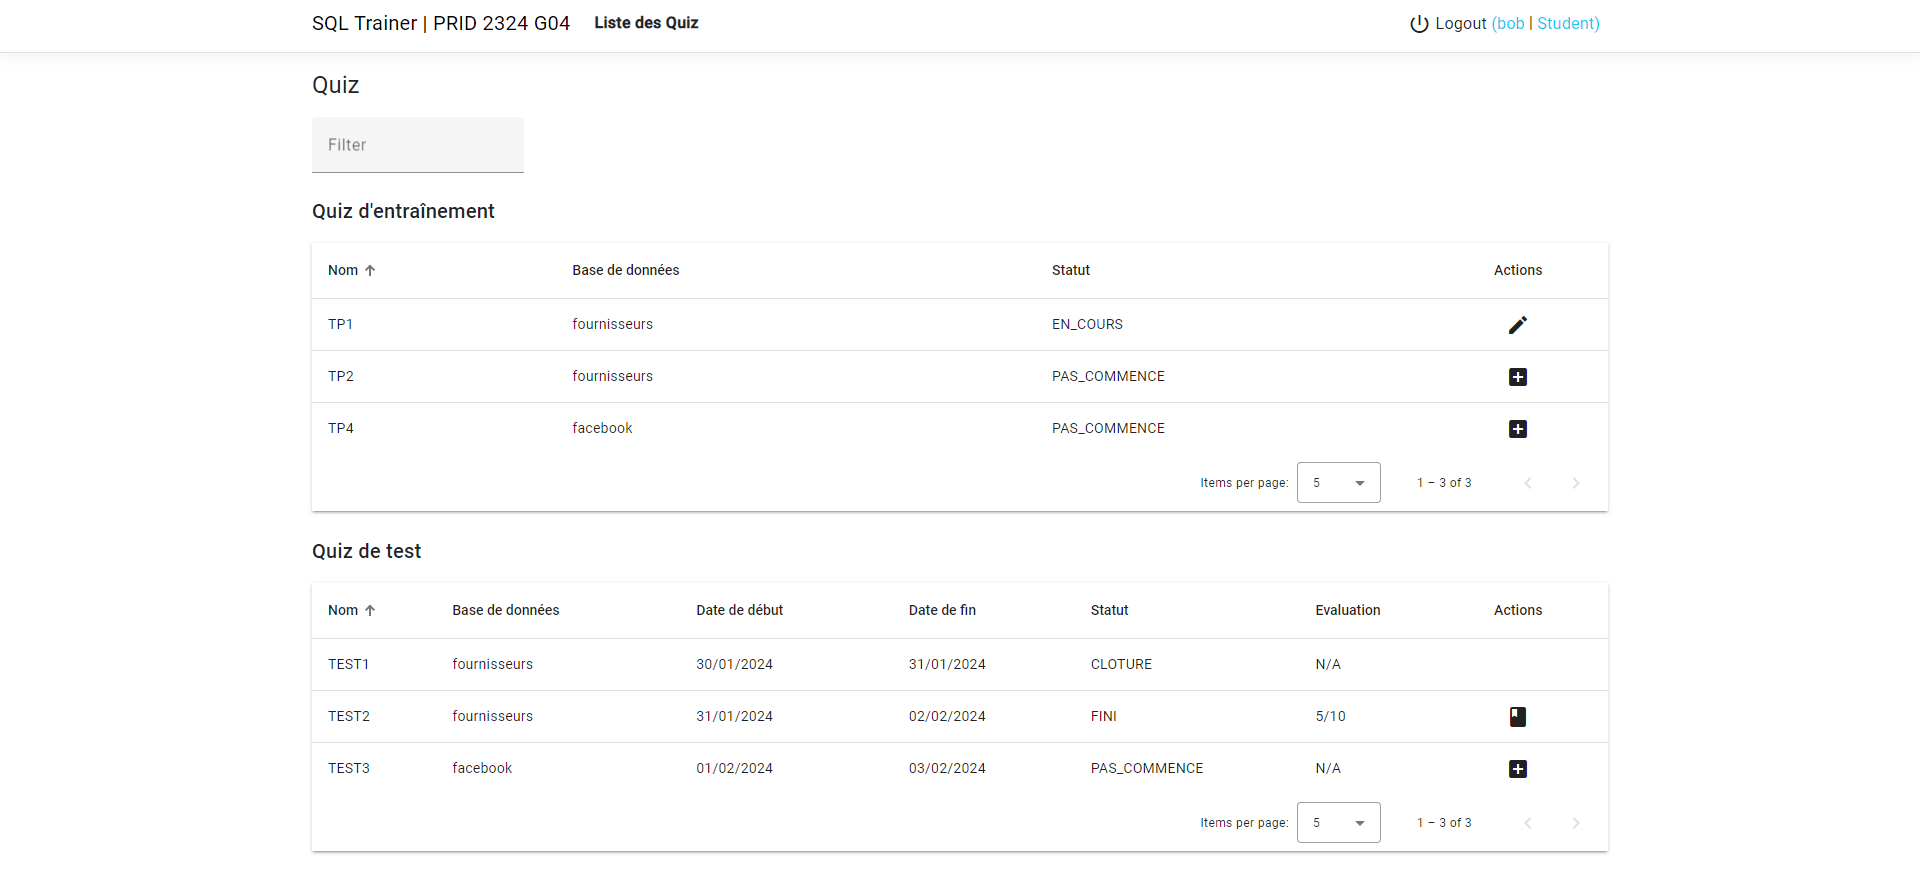 SQL Trainer | PRID 2324 G04 Liste des Quiz Logout (bob | Student)
Quiz
Filter
Quiz d'entraînement
Nom Base de données Statut Actions
TP1 fournisseurs EN_COURS
TP2 fournisseurs PAS_COMMENCE
TP4 facebook PAS_COMMENCE
Items per page: 5 1 – 3 of 3
Quiz de test
Nom Base de données Date de début Date de fin Statut Evaluation Actions
TEST1 fournisseurs 30/01/2024 31/01/2024 CLOTURE N/A
TEST2 fournisseurs 31/01/2024 02/02/2024 FINI 5/10
TEST3 facebook 01/02/2024 03/02/2024 PAS_COMMENCE N/A
Items per page: 5 1 – 3 of 3